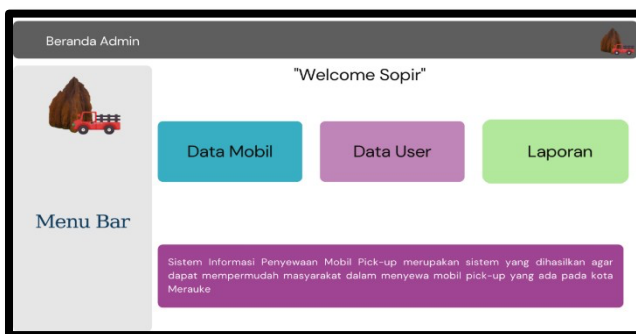 Beranda Admin
"Welcome Sopir"
Data Mobil
Data User
Laporan
Menu Bar
Sistem Informasi Penyewaan Mobil Pick-up merupakan sistem yang dihasilkan agar
dapat mempermudah masyarakat dalam menyewa mobil pick-up yang ada pada kota
Merauke